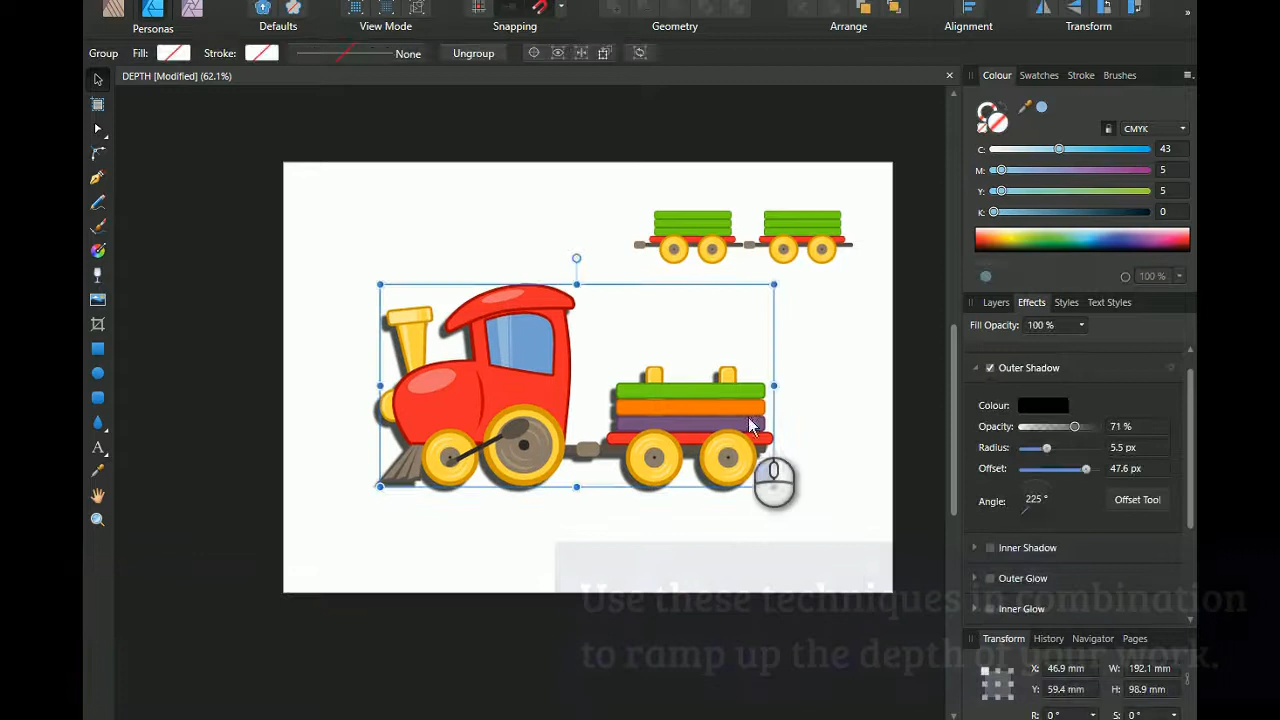 Personas
Defaults
View Mode
Snapping
Geometry
Arrange
Alignment
Transform
»
Group
Fill:
Stroke:
None
Ungroup
DEPTH [Modified] (62.1%)
Colour
Swatches
Stroke
Brushes
CMYK
C:
43
M:
5
Y:
5
K:
0
100 %
Layers
Effects
Styles
Text Styles
Fill Opacity:
100 %
Outer Shadow
Colour:
Opacity:
71 %
Radius:
5.5 px
Offset:
47.6 px
Angle:
225 °
Offset Tool
Inner Shadow
Outer Glow
Inner Glow
Use these techniques in combination
to ramp up the depth of your work.
Transform
History
Navigator
Pages
X:
46.9 mm
W:
192.1 mm
Y:
59.4 mm
H:
98.9 mm
R:
0 °
S:
0 °